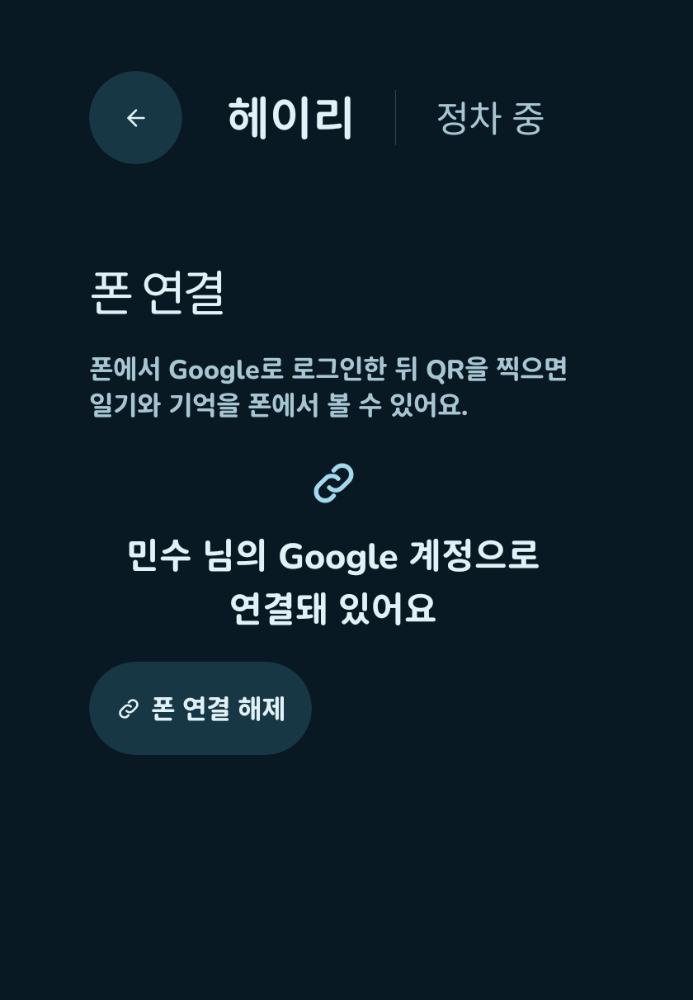 헤이리
정차 중
폰 연결
폰에서 Google로 로그인한 뒤 QR을 찍으면
일기와 기억을 폰에서 볼 수 있어요.
민수 님의 Google 계정으로
연결돼 있어요
폰 연결 해제